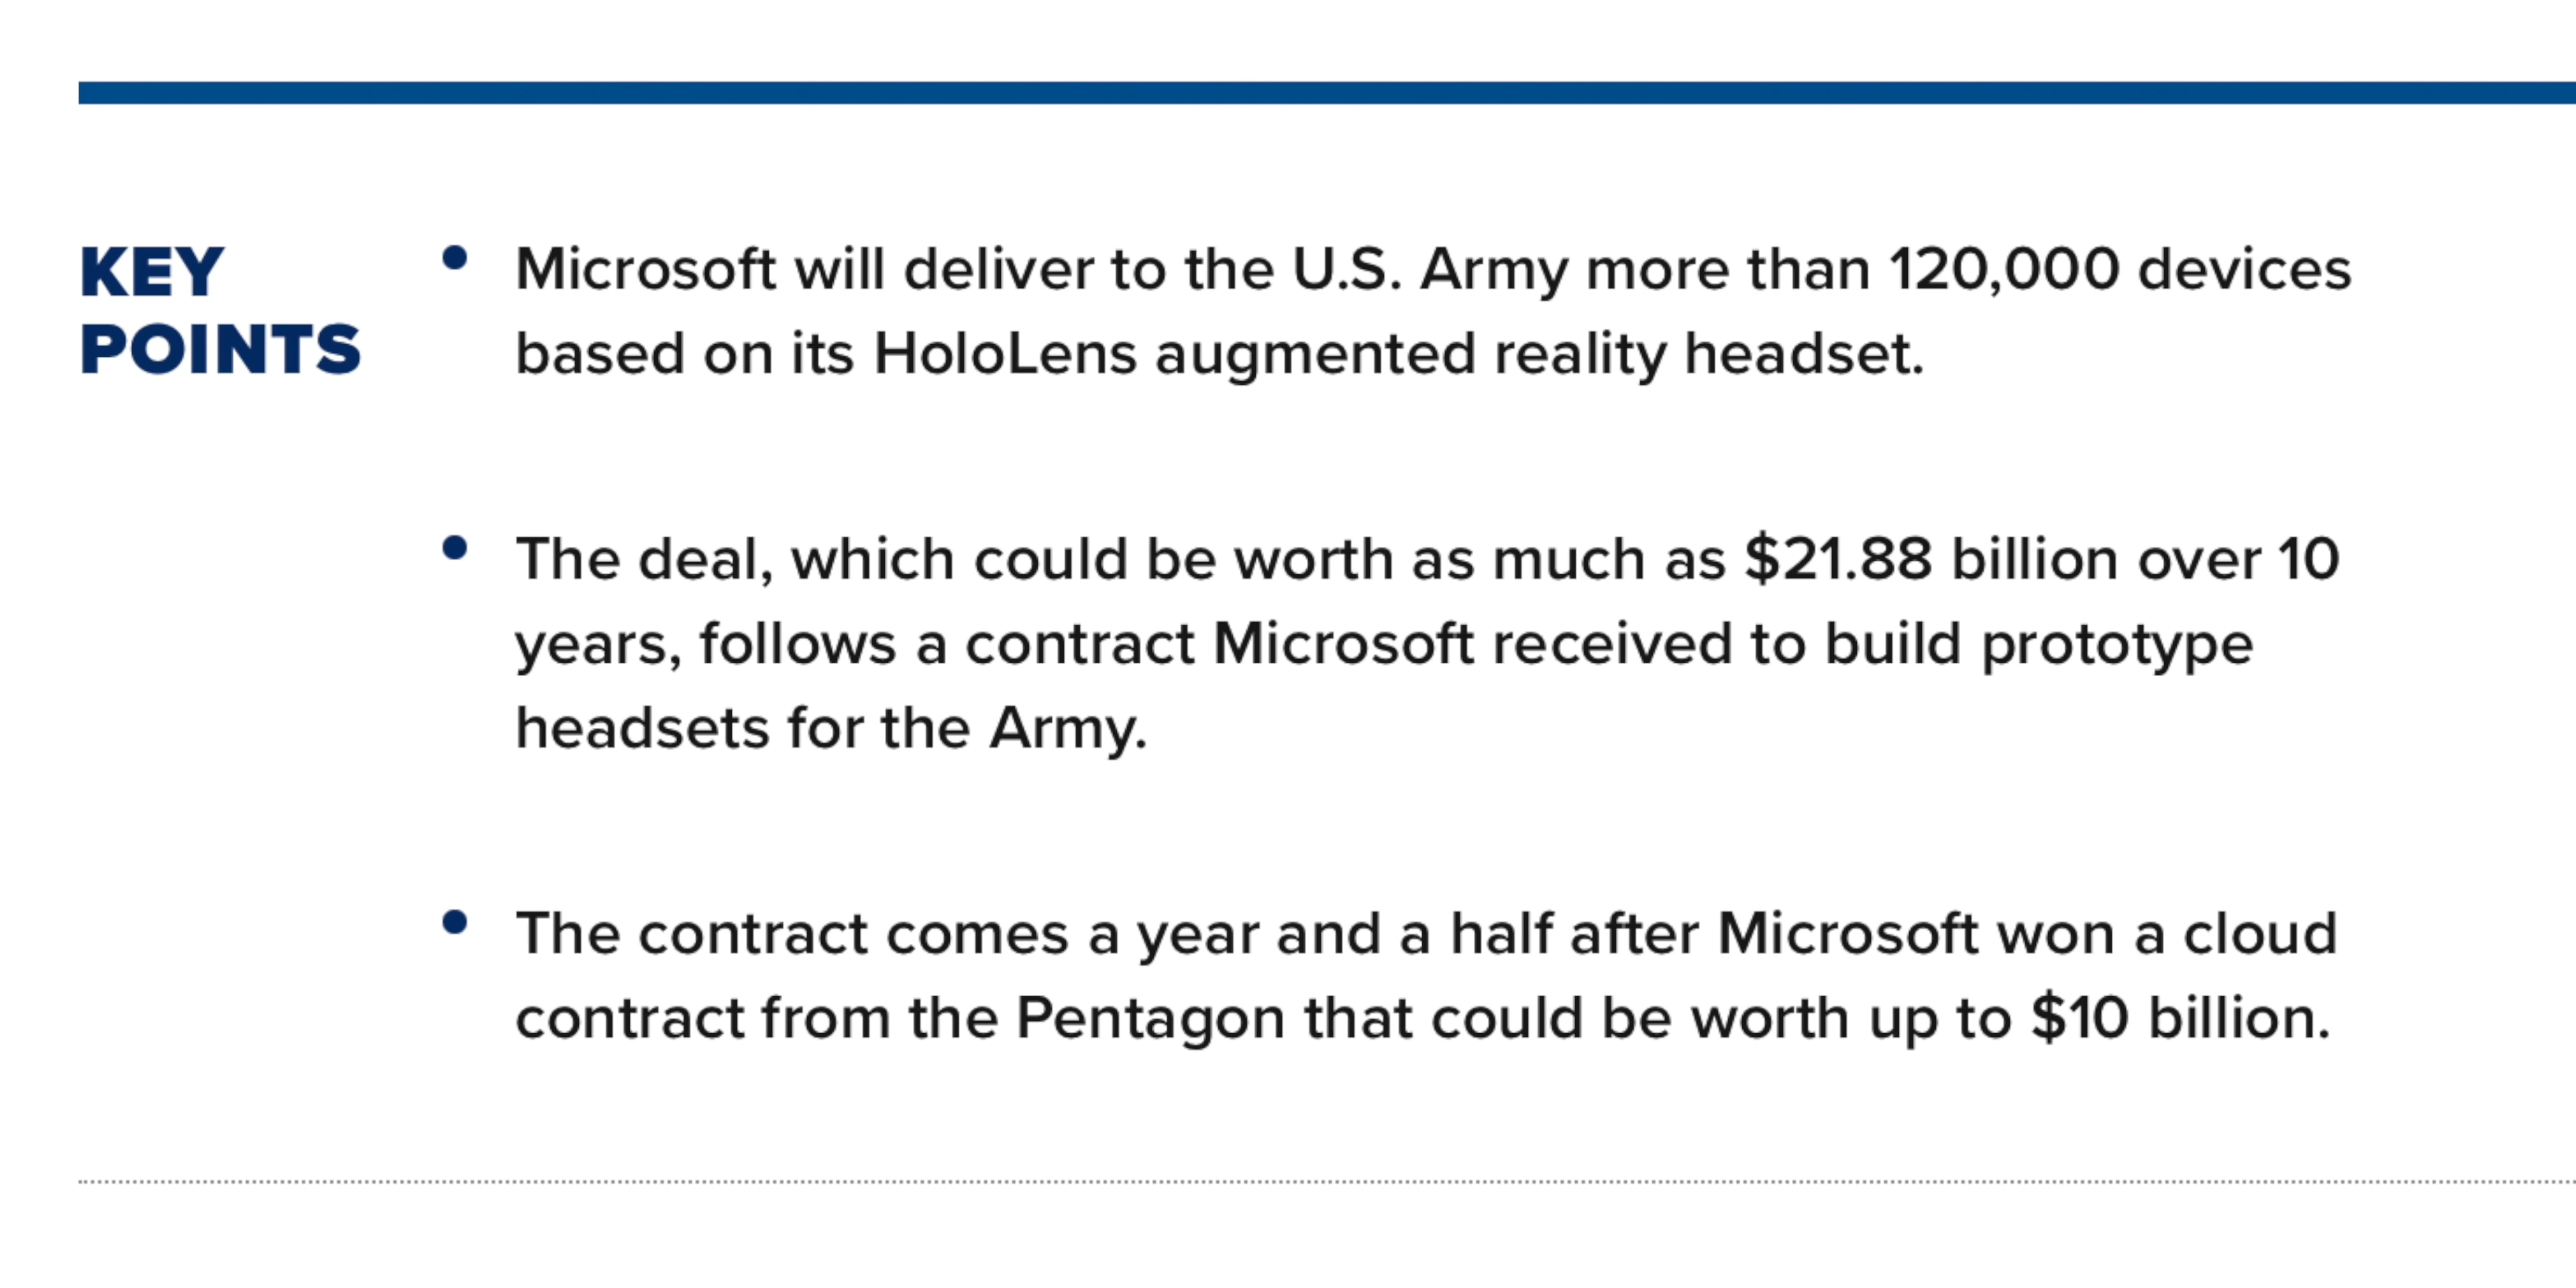 KEY
POINTS
Microsoft will deliver to the U.S. Army more than 120,000 devices
based on its HoloLens augmented reality headset.
The deal, which could be worth as much as $21.88 billion over 10
years, follows a contract Microsoft received to build prototype
headsets for the Army.
The contract comes a year and a half after Microsoft won a cloud
contract from the Pentagon that could be worth up to $10 billion.